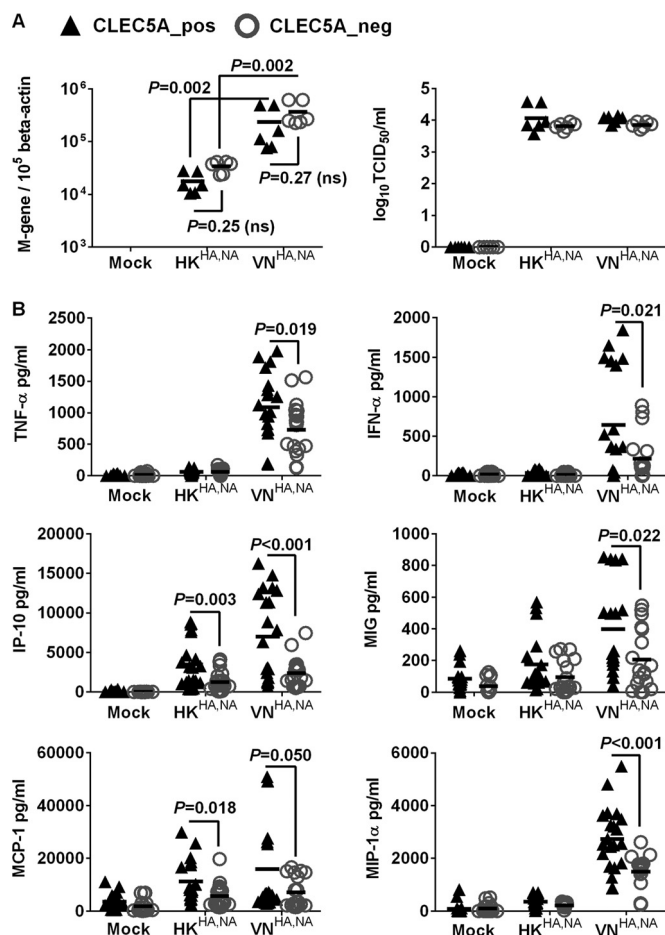 A ▲ CLEC5A_pos ○ CLEC5A_neg
M-gene / 10⁵ beta-actin
10⁶
10⁵
10⁴
10³
P=0.002
P=0.002
P=0.27 (ns)
P=0.25 (ns)
Mock HK^HA,NA VN^HA,NA
log₁₀TCID₅₀/ml
5
4
3
2
1
0
Mock HK^HA,NA VN^HA,NA
B
TNF-α pg/ml
2500
2000
1500
1000
500
0
P=0.019
Mock HK^HA,NA VN^HA,NA
IFN-α pg/ml
2000
1500
1000
500
0
P=0.021
Mock HK^HA,NA VN^HA,NA
IP-10 pg/ml
20000
15000
10000
5000
0
P=0.003
P<0.001
Mock HK^HA,NA VN^HA,NA
MIG pg/ml
1000
800
600
400
200
0
P=0.022
Mock HK^HA,NA VN^HA,NA
MCP-1 pg/ml
60000
40000
20000
0
P=0.018
P=0.050
Mock HK^HA,NA VN^HA,NA
MIP-1α pg/ml
6000
4000
2000
0
P<0.001
Mock HK^HA,NA VN^HA,NA